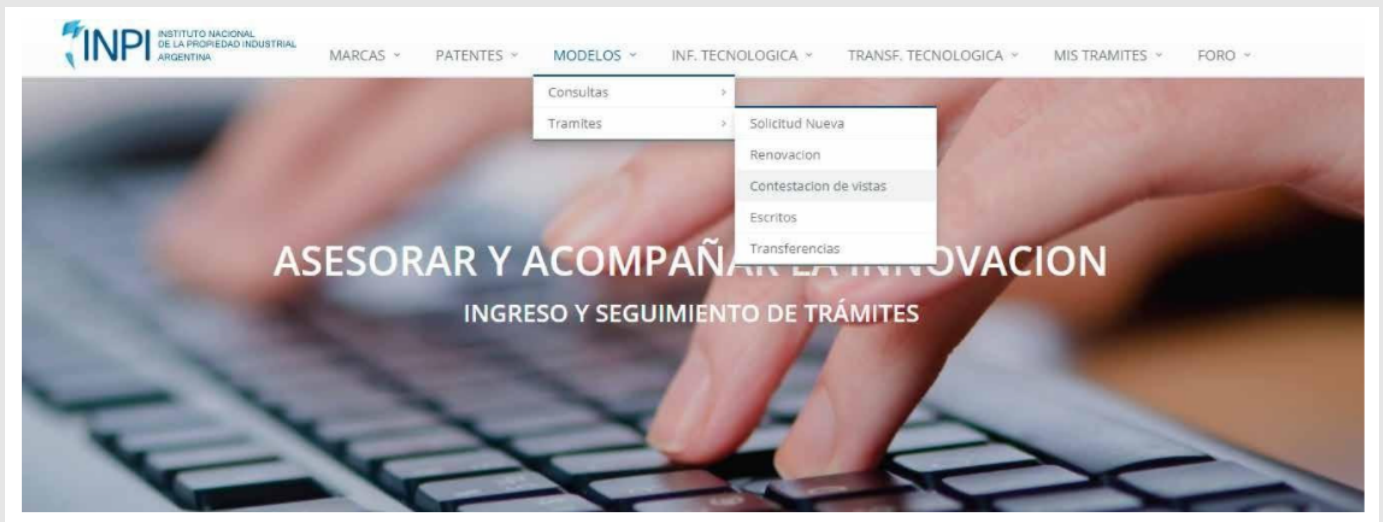 INPI
INSTITUTO NACIONAL
DE LA PROPIEDAD INDUSTRIAL
ARGENTINA
MARCAS PATENTES MODELOS INF. TECNOLOGICA TRANSF. TECNOLOGICA MIS TRAMITES FORO
Consultas
Tramites
Solicitud Nueva
Renovacion
Contestacion de vistas
Escritos
Transferencias
ASESORAR Y ACOMPAÑAR LA INNOVACION
INGRESO Y SEGUIMIENTO DE TRÁMITES